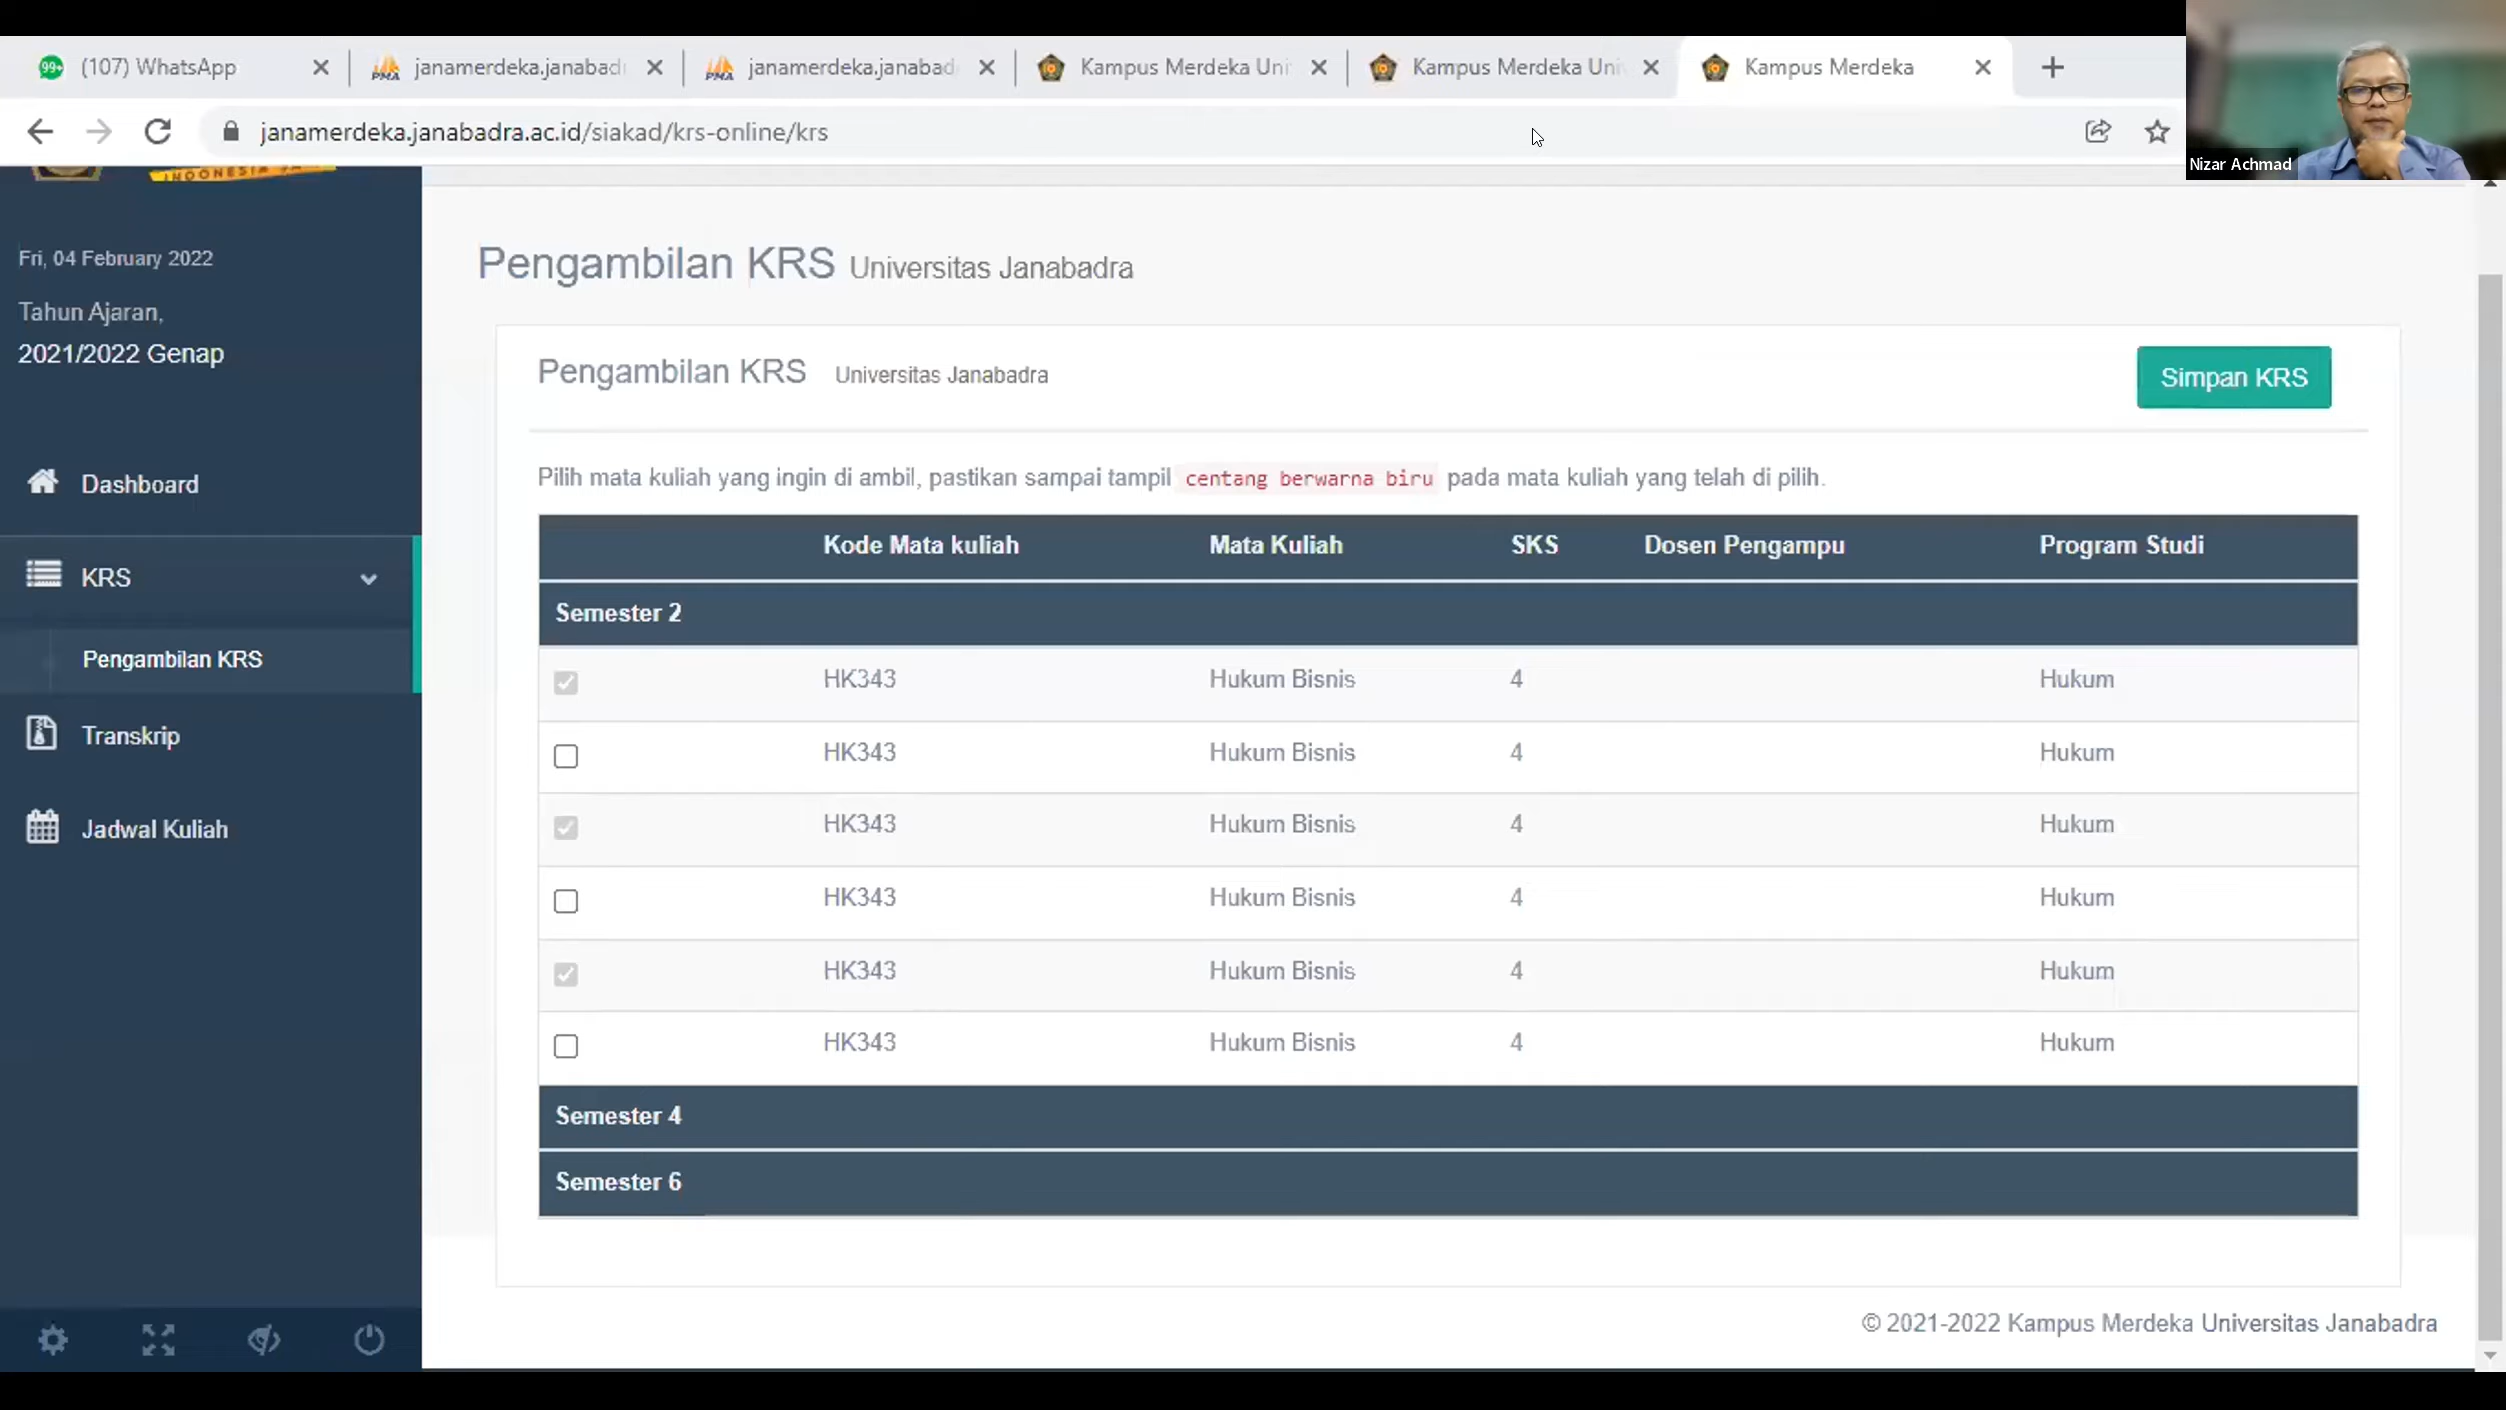 (107) WhatsApp
janamerdeka.janabad
janamerdeka.janabad
Kampus Merdeka Uni
Kampus Merdeka Uni
Kampus Merdeka
janamerdeka.janabadra.ac.id/siakad/krs-online/krs
Nizar Achmad
INDONESIA
Fri, 04 February 2022
Tahun Ajaran,
2021/2022 Genap
Dashboard
KRS
Pengambilan KRS
Transkrip
Jadwal Kuliah
Pengambilan KRS Universitas Janabadra
Pengambilan KRS Universitas Janabadra
Simpan KRS
Pilih mata kuliah yang ingin di ambil, pastikan sampai tampil centang berwarna biru pada mata kuliah yang telah di pilih.
Kode Mata kuliah Mata Kuliah SKS Dosen Pengampu Program Studi
Semester 2
HK343 Hukum Bisnis 4 Hukum
HK343 Hukum Bisnis 4 Hukum
HK343 Hukum Bisnis 4 Hukum
HK343 Hukum Bisnis 4 Hukum
HK343 Hukum Bisnis 4 Hukum
HK343 Hukum Bisnis 4 Hukum
Semester 4
Semester 6
© 2021-2022 Kampus Merdeka Universitas Janabadra